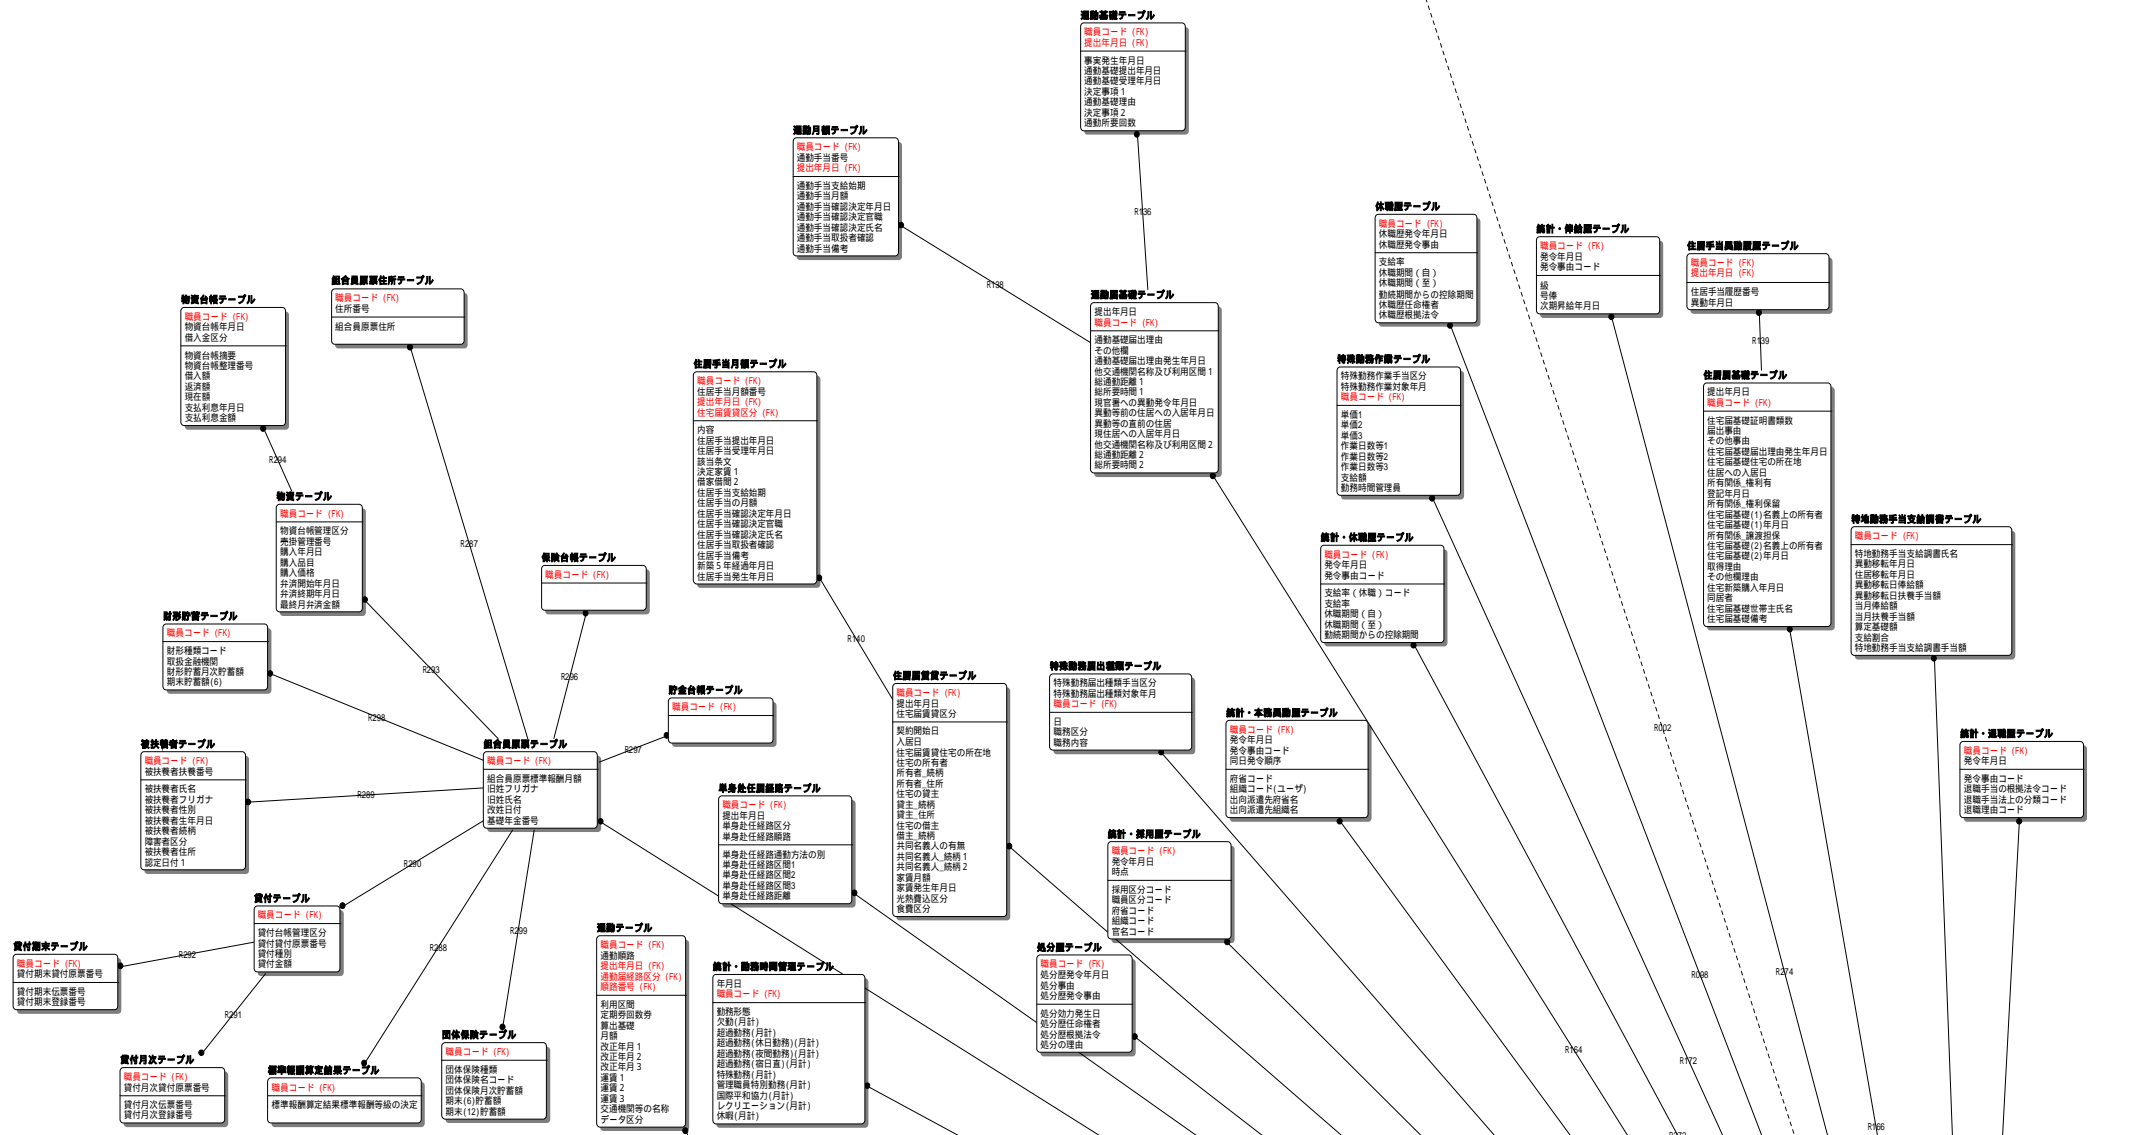 通勤基礎テーブル
職員コード (FK)
提出年月日 (FK)
事実発生年月日
通勤基礎提出年月日
通勤基礎受理年月日
決定事項 1
通勤基礎理由
決定事項 2
通勤所要回数
通勤月額テーブル
職員コード (FK)
通勤手当番号
提出年月日 (FK)
通勤手当支給始期
通勤手当月額
通勤手当確認決定年月日
通勤手当確認決定官職
通勤手当確認決定氏名
通勤手当取扱者確認
通勤手当備考
R136
R138
休職歴テーブル
職員コード (FK)
休職歴発令年月日
休職歴発令事由
支給率
休職期間 ( 自 )
休職期間 ( 至 )
勤続期間からの控除期間
休職歴任命権者
休職歴根拠法令
統計・俸給歴テーブル
職員コード (FK)
発令年月日
発令事由コード
級
号俸
次期昇給年月日
住居手当異動履歴テーブル
職員コード (FK)
提出年月日 (FK)
住居手当履歴番号
異動年月日
R139
組合員原票住所テーブル
職員コード (FK)
住所番号
組合員原票住所
物資台帳テーブル
職員コード (FK)
物資台帳年月日
借入金区分
物資台帳摘要
物資台帳整理番号
借入額
返済額
現在額
支払利息年月日
支払利息金額
R294
通勤届基礎テーブル
提出年月日
職員コード (FK)
通勤基礎届出理由
その他欄
通勤基礎届出理由発生年月日
他交通機関名称及び利用区間 1
総通勤距離 1
総所要時間 1
現官署への異動発令年月日
異動等前の住居への入居年月日
異動等の直前の住居
現住居への入居年月日
他交通機関名称及び利用区間 2
総通勤距離 2
総所要時間 2
住居手当月額テーブル
職員コード (FK)
住居手当月額番号
提出年月日 (FK)
住宅届賃貸区分 (FK)
内容
住居手当提出年月日
住居手当受理年月日
該当条文
決定家賃 1
借家借間 2
住居手当支給始期
住居手当の月額
住居手当確認決定年月日
住居手当確認決定官職
住居手当確認決定氏名
住居手当取扱者確認
住居手当備考
新築 5 年経過年月日
住居手当発生年月日
R140
特殊勤務作業テーブル
特殊勤務作業手当区分
特殊勤務作業対象年月
職員コード (FK)
単価1
単価2
単価3
作業日数等1
作業日数等2
作業日数等3
支給額
勤務時間管理員
住居届基礎テーブル
提出年月日
職員コード (FK)
住宅届基礎証明書類数
届出事由
その他事由
住宅届基礎届出理由発生年月日
住宅届基礎住宅の所在地
住居への入居日
所有関係_権利有
登記年月日
所有関係_権利保留
住宅届基礎(1)名義上の所有者
住宅届基礎(1)年月日
所有関係_譲渡担保
住宅届基礎(2)名義上の所有者
住宅届基礎(2)年月日
取得理由
その他欄理由
住宅新築購入年月日
同居者
住宅届基礎世帯主氏名
住宅届基礎備考
特地勤務手当支給調書テーブル
職員コード (FK)
特地勤務手当支給調書氏名
異動移転年月日
住居移転年月日
異動移転日俸給額
異動移転日扶養手当額
当月俸給額
当月扶養手当額
算定基礎額
支給割合
特地勤務手当支給調書手当額
物資テーブル
職員コード (FK)
物資台帳管理区分
売掛管理番号
購入年月日
購入品目
購入価格
弁済開始年月日
弁済終期年月日
最終月弁済金額
R287
R293
保険台帳テーブル
職員コード (FK)
R296
統計・休職歴テーブル
職員コード (FK)
発令年月日
発令事由コード
支給率 ( 休職 ) コード
支給率
休職期間 ( 自 )
休職期間 ( 至 )
勤続期間からの控除期間
財形貯蓄テーブル
職員コード (FK)
財形種類コード
取扱金融機関
財形貯蓄月次貯蓄額
期末貯蓄額(6)
R298
貯金台帳テーブル
職員コード (FK)
R297
住居届賃貸テーブル
職員コード (FK)
提出年月日
住宅届賃貸区分
契約開始日
入居日
住宅届賃貸住宅の所在地
住宅の所有者
所有者_続柄
所有者_住所
住宅の貸主
貸主_続柄
貸主_住所
住宅の借主
借主_続柄
共同名義人の有無
共同名義人_続柄 1
共同名義人_続柄 2
家賃月額
家賃発生年月日
光熱費込区分
食費区分
特殊勤務届出種類テーブル
特殊勤務届出種類手当区分
特殊勤務届出種類対象年月
職員コード (FK)
日
職務区分
職務内容
統計・本務異動歴テーブル
職員コード (FK)
発令年月日
発令事由コード
同日発令順序
府省コード
組織コード(ユーザ)
出向派遣先府省名
出向派遣先組織名
R002
統計・退職歴テーブル
職員コード (FK)
発令年月日
発令事由コード
退職手当の根拠法令コード
退職手当法上の分類コード
退職理由コード
被扶養者テーブル
職員コード (FK)
被扶養者扶養番号
被扶養者氏名
被扶養者フリガナ
被扶養者性別
被扶養者生年月日
被扶養者続柄
障害者区分
被扶養者住所
認定日付 1
R289
組合員原票テーブル
職員コード (FK)
組合員原票標準報酬月額
旧姓フリガナ
旧姓氏名
改姓日付
基礎年金番号
単身赴任届経路テーブル
職員コード (FK)
提出年月日
単身赴任経路区分
単身赴任経路順路
単身赴任経路通勤方法の別
単身赴任経路区間1
単身赴任経路区間2
単身赴任経路区間3
単身赴任経路距離
統計・採用歴テーブル
職員コード (FK)
発令年月日
時点
採用区分コード
職員区分コード
府省コード
組織コード
官名コード
R290
貸付テーブル
職員コード (FK)
貸付台帳管理区分
貸付貸付原票番号
貸付種別
貸付金額
R288
R299
貸付期末テーブル
職員コード (FK)
貸付期末貸付原票番号
貸付期末伝票番号
貸付期末登録番号
R292
R291
通勤テーブル
職員コード (FK)
通勤順路
提出年月日 (FK)
通勤届経路区分 (FK)
順路番号 (FK)
利用区間
定期券回数券
算出基礎
月額
改正年月 1
改正年月 2
改正年月 3
運賃 1
運賃 2
運賃 3
交通機関等の名称
データ区分
統計・勤務時間管理テーブル
年月日
職員コード (FK)
勤務形態
欠勤(月計)
超過勤務(月計)
超過勤務(休日勤務)(月計)
超過勤務(夜間勤務)(月計)
超過勤務(宿日直)(月計)
特殊勤務(月計)
管理職員特別勤務(月計)
国際平和協力(月計)
レクリエーション(月計)
休暇(月計)
処分歴テーブル
職員コード (FK)
処分歴発令年月日
処分事由
処分歴発令事由
処分効力発生日
処分歴任命権者
処分歴根拠法令
処分の理由
R098
R274
R164
R172
R166
貸付月次テーブル
職員コード (FK)
貸付月次貸付原票番号
貸付月次伝票番号
貸付月次登録番号
標準報酬算定結果テーブル
職員コード (FK)
標準報酬算定結果標準報酬等級の決定
団体保険テーブル
職員コード (FK)
団体保険種類
団体保険名コード
団体保険月次貯蓄額
期末(6)貯蓄額
期末(12)貯蓄額